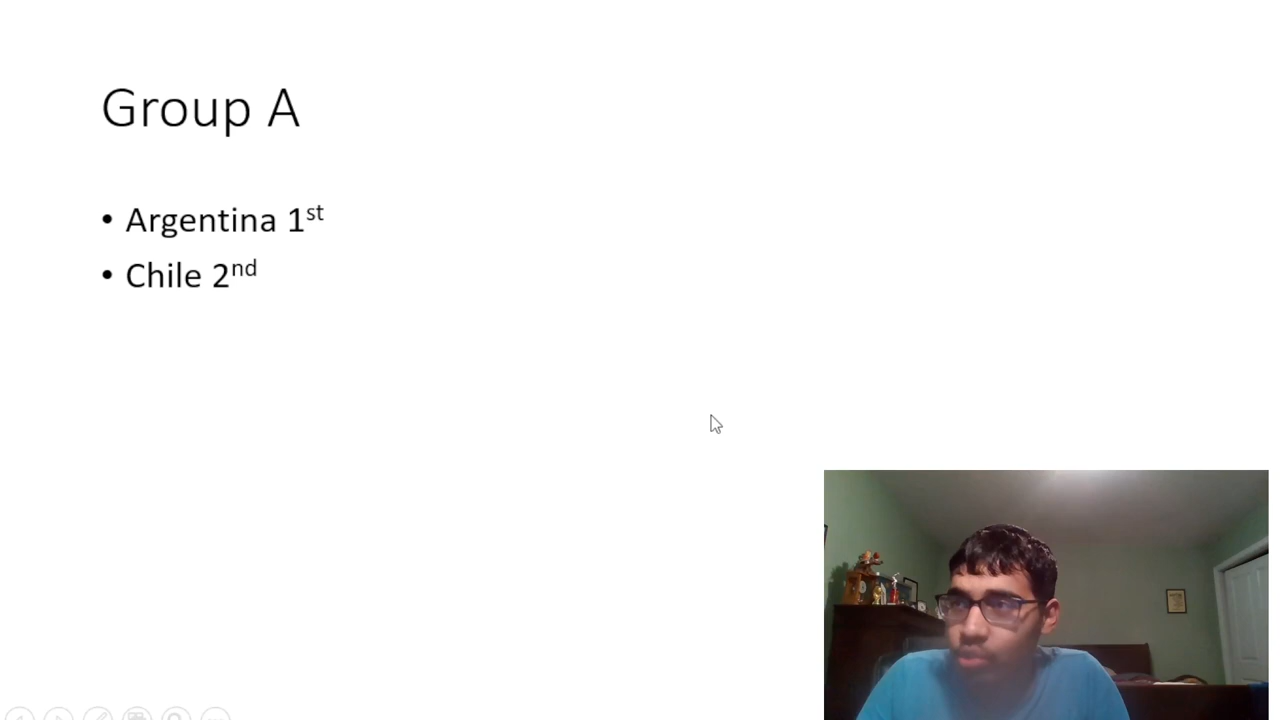 Group A
• Argentina 1st
• Chile 2nd